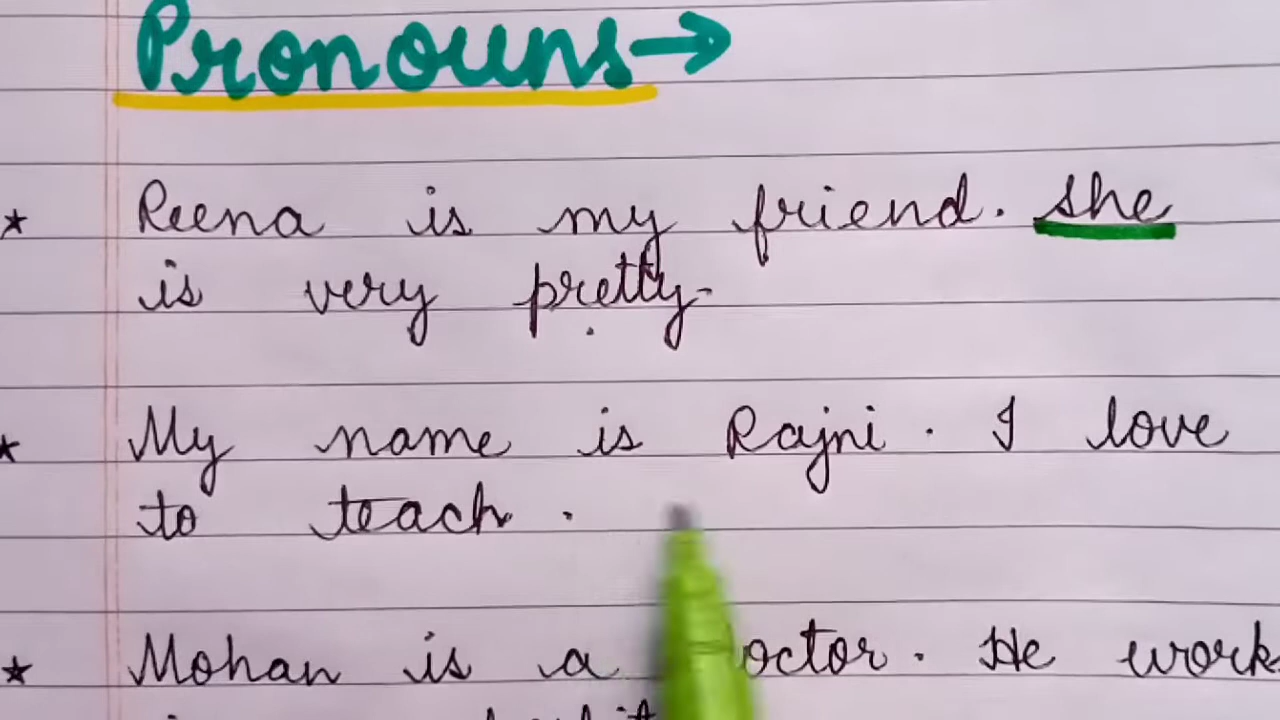 Pronouns→
★ Reena is my friend. she
is very pretty.
★ My name is Rajni. I love
to teach.
★ Mohan is a octor. He work